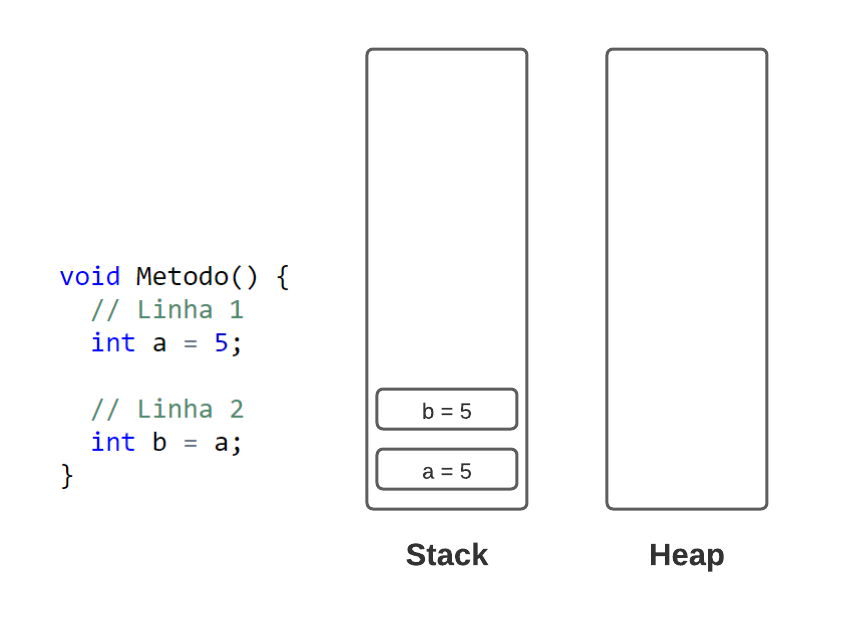 void Metodo() {
// Linha 1
int a = 5;
// Linha 2
int b = a;
}
b = 5
a = 5
Stack
Heap